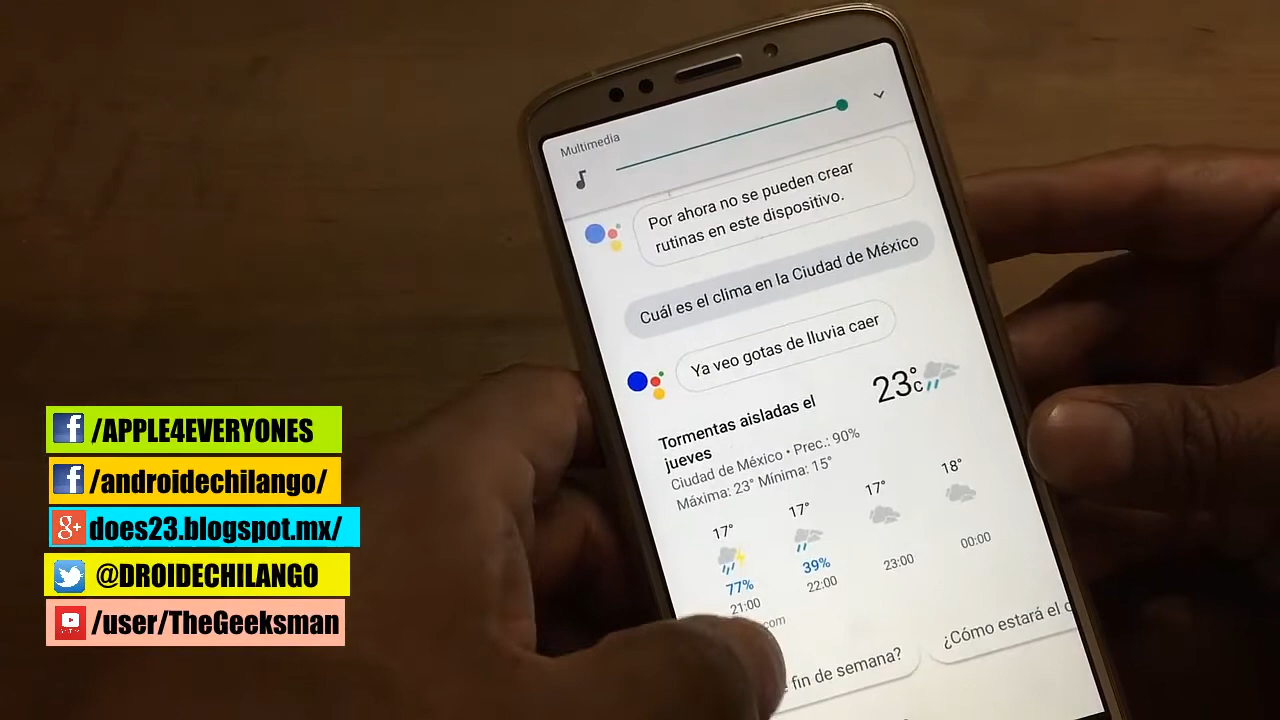 Multimedia
Por ahora no se pueden crear
rutinas en este dispositivo.
Cuál es el clima en la Ciudad de México
Ya veo gotas de lluvia caer
Tormentas aisladas el
jueves
23°C
Ciudad de México • Prec.: 90%
Máxima: 23° Mínima: 15°
17° 17° 17° 18°
77% 39%
21:00 22:00 23:00 00:00
com
fin de semana?
¿Cómo estará el
/APPLE4EVERYONES
/androidechilango/
g+ does23.blogspot.mx/
@DROIDECHILANGO
/user/TheGeeksman